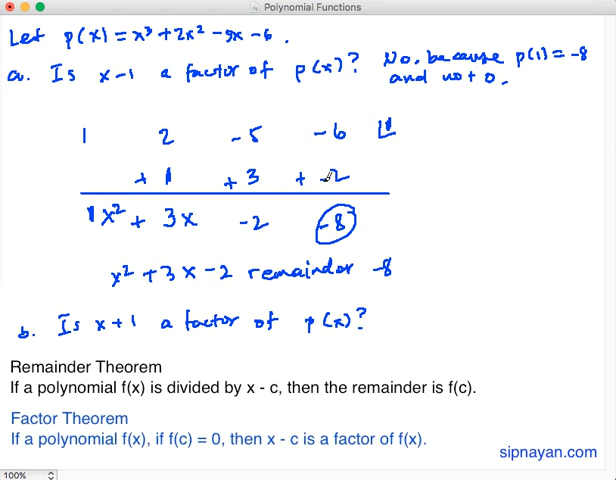 Polynomial Functions
Let p(x) = x³ + 2x² - 5x - 6.
a. Is x-1 a factor of p(x)? No, because p(1) = -8
and not 0.
1 2 -5 -6 1
+ 1 + 3 + -2
1x² + 3x -2 -8
x² + 3x - 2 remainder -8
b. Is x+1 a factor of p(x)?
Remainder Theorem
If a polynomial f(x) is divided by x - c, then the remainder is f(c).
Factor Theorem
If a polynomial f(x), if f(c) = 0, then x - c is a factor of f(x).
sipnayan.com
100%